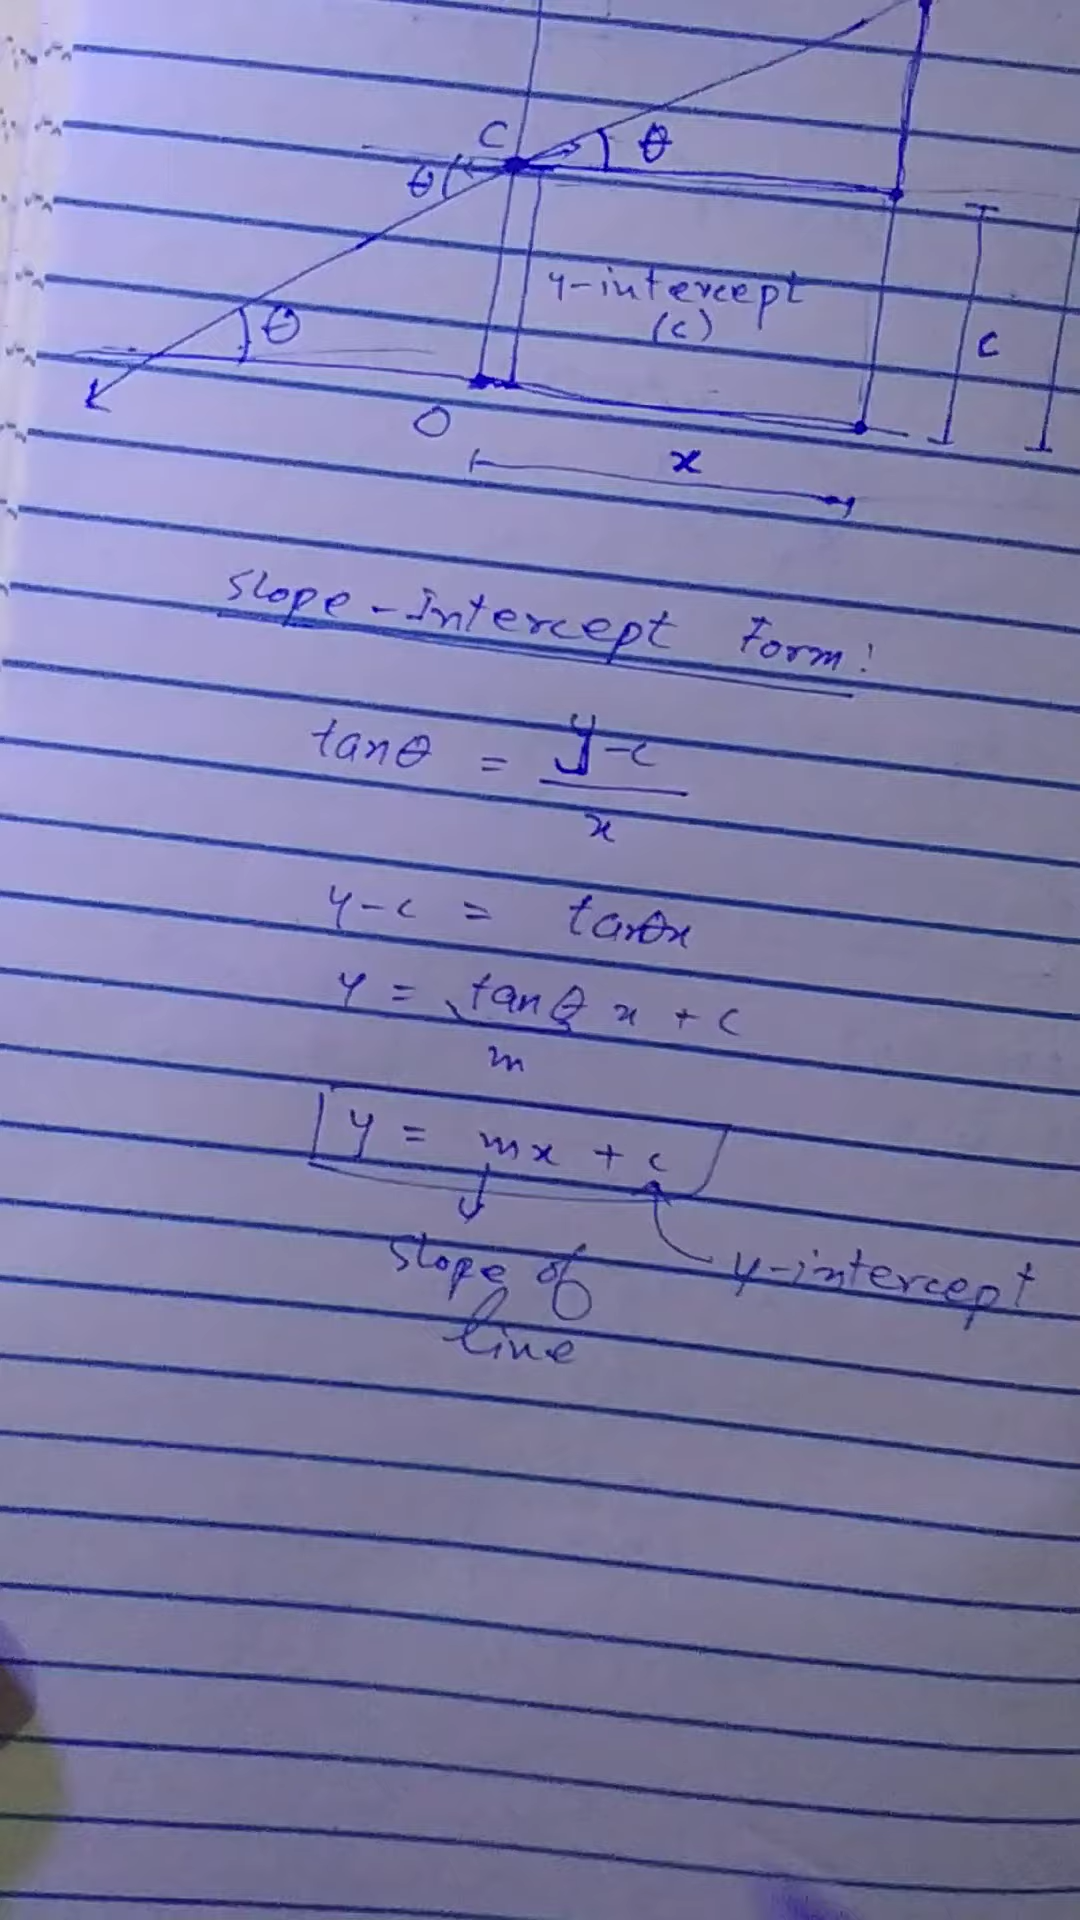 C
θ
θ
y-intercept
(c)
θ
c
O
x
Slope-Intercept Form:
tanθ = y-c
x
y-c = tanθx
y = tanθ x + c
m
y = mx + c
slope of
line
y-intercept